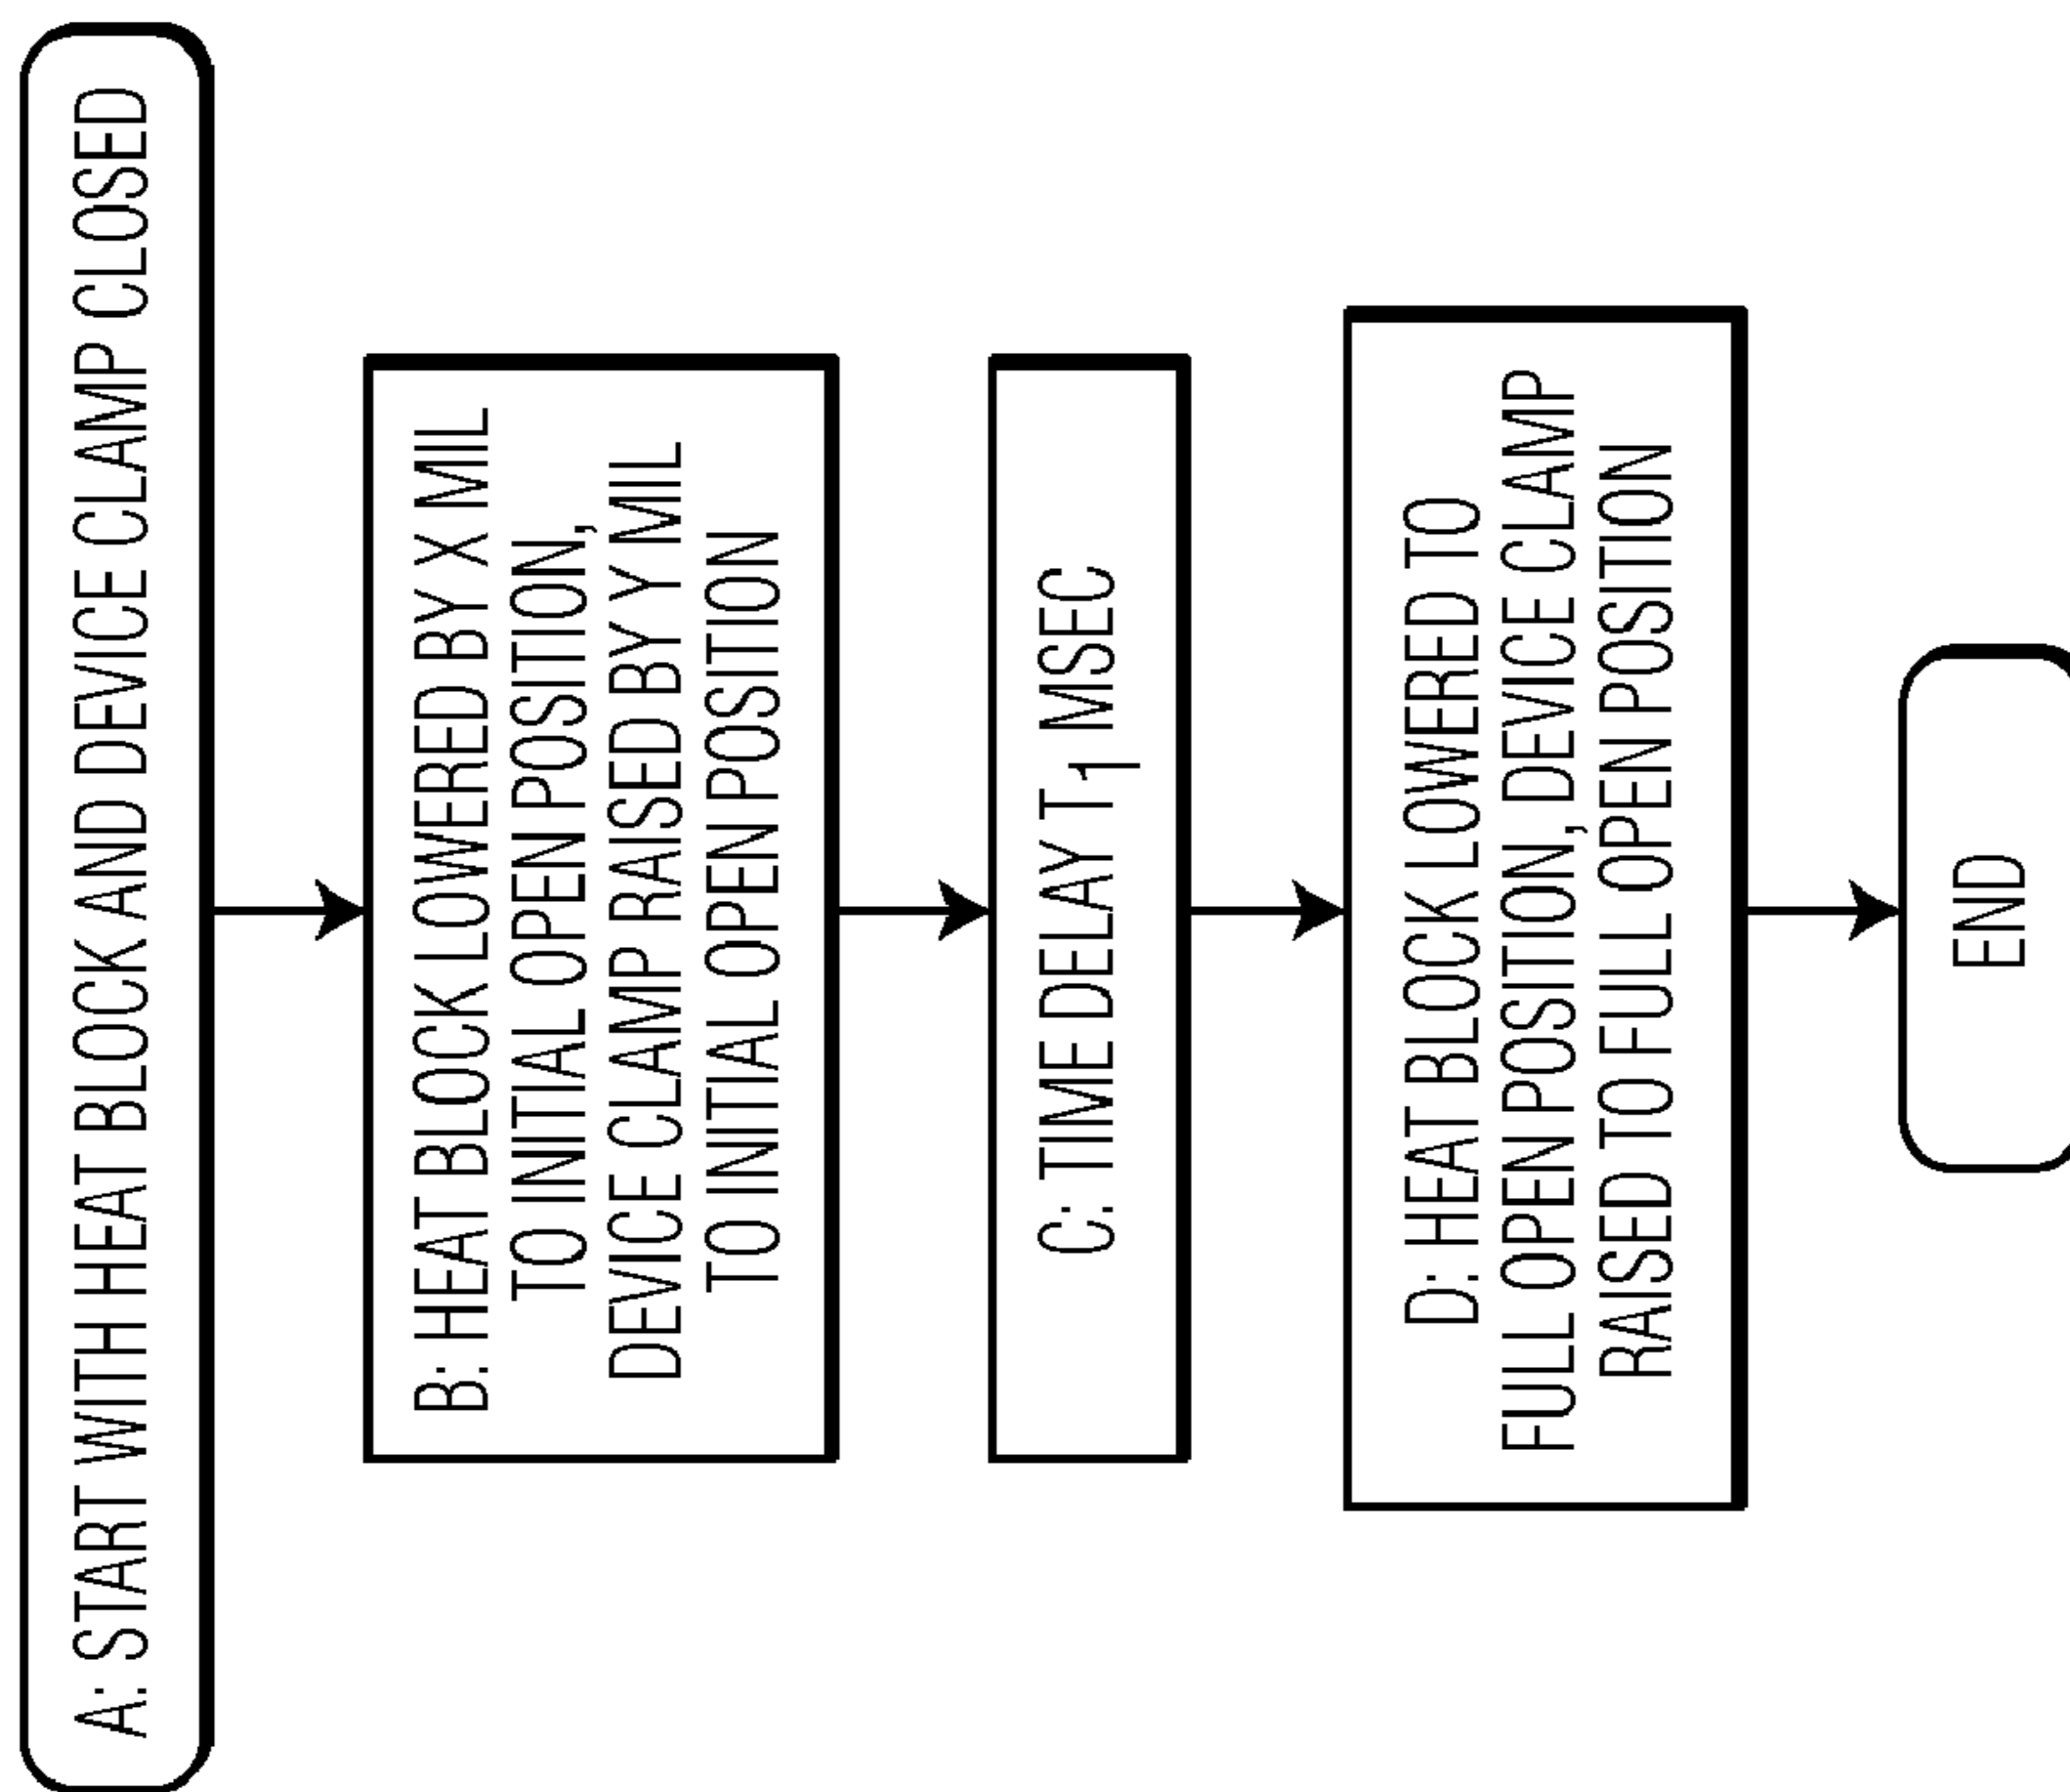 A: START WITH HEAT BLOCK AND DEVICE CLAMP CLOSED
B: HEAT BLOCK LOWERED BY X MIL
TO INITIAL OPEN POSITION,
DEVICE CLAMP RAISED BY Y MIL
TO INITIAL OPEN POSITION
C: TIME DELAY T₁ MSEC
D: HEAT BLOCK LOWERED TO
FULL OPEN POSITION, DEVICE CLAMP
RAISED TO FULL OPEN POSITION
END